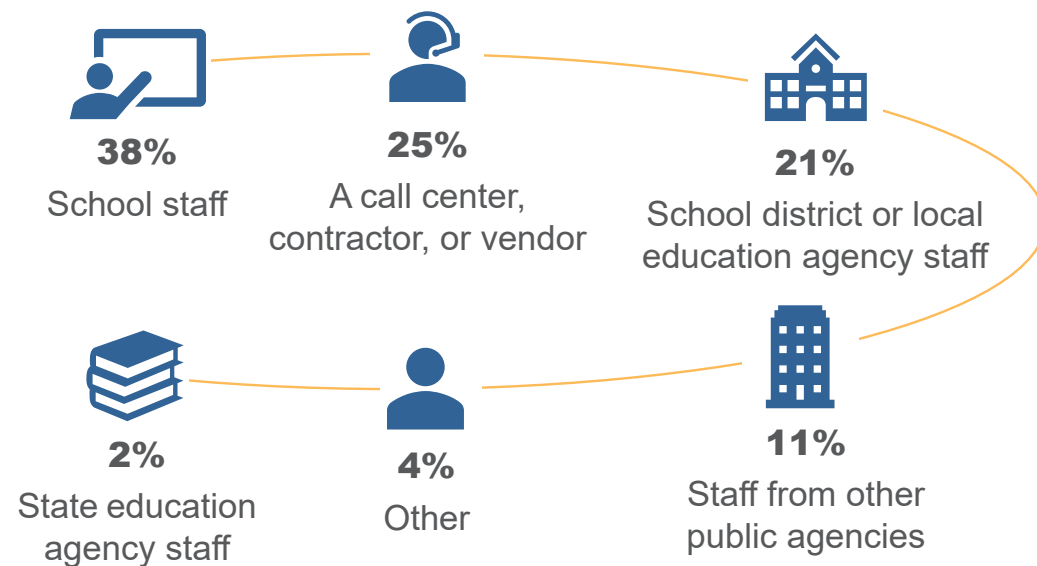 38%
School staff
25%
A call center,
contractor, or vendor
21%
School district or local
education agency staff
11%
Staff from other
public agencies
4%
Other
2%
State education
agency staff